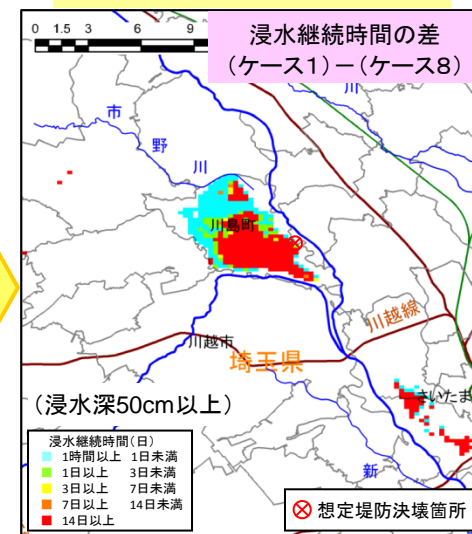 浸水継続時間の差
(ケース1)-(ケース8)
0 1.5 3 6 9
市
野
川
川
川島町
川越線
川越市
埼玉県
さいたま
(浸水深50cm以上)
浸水継続時間(日)
1時間以上 1日未満
1日以上 3日未満
3日以上 7日未満
7日以上 14日未満
14日以上
新
想定堤防決壊箇所